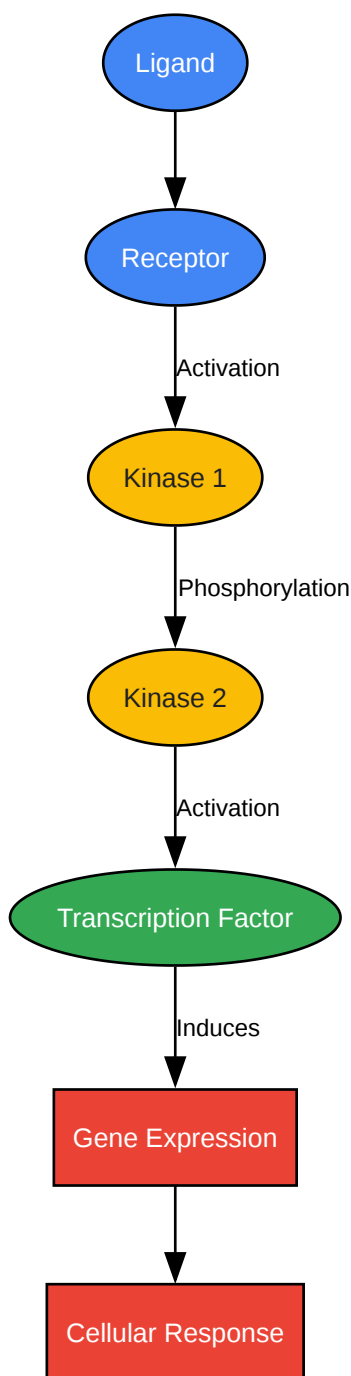 Ligand
Receptor
Activation
Kinase 1
Phosphorylation
Kinase 2
Activation
Transcription Factor
Induces
Gene Expression
Cellular Response